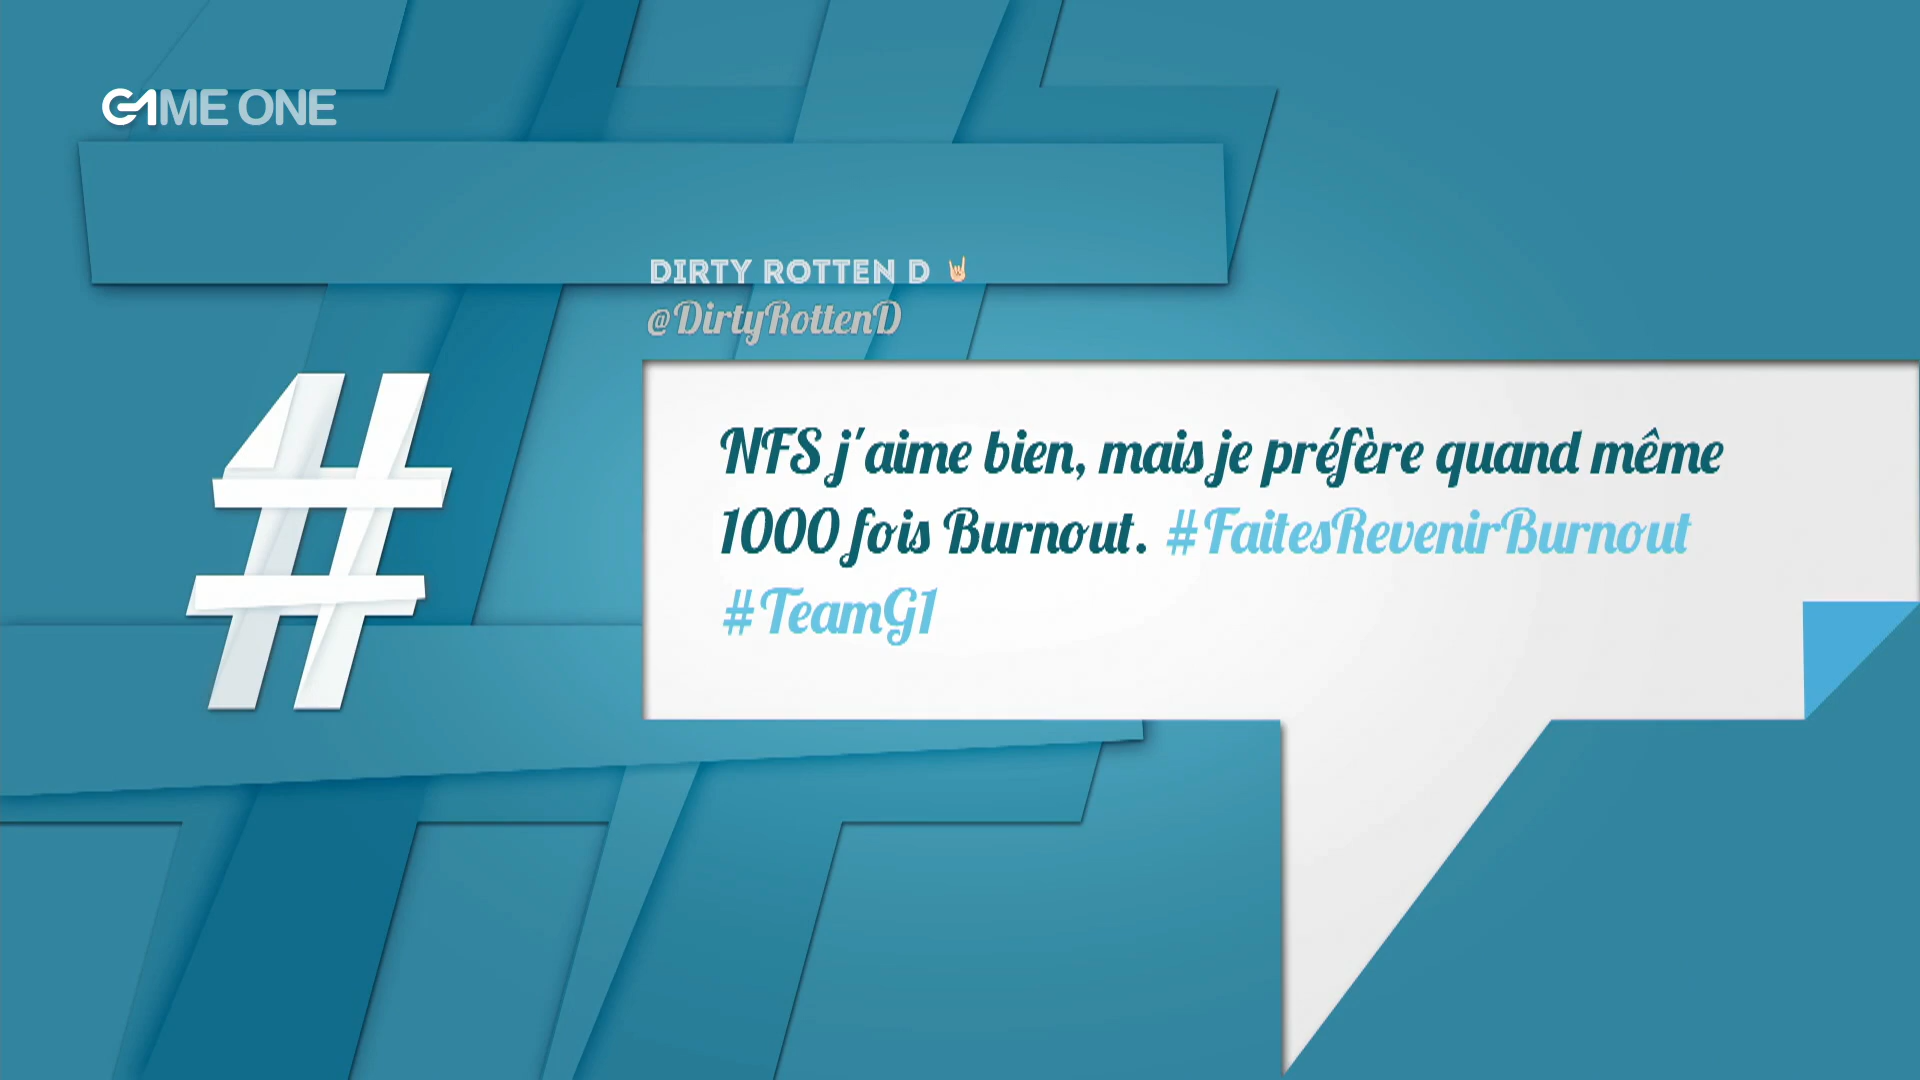 GAME ONE
DIRTY ROTTEN D 🤘🏻
@DirtyRottenD
#
NFS j'aime bien, mais je préfère quand même
1000 fois Burnout. #FaitesRevenirBurnout
#TeamG1